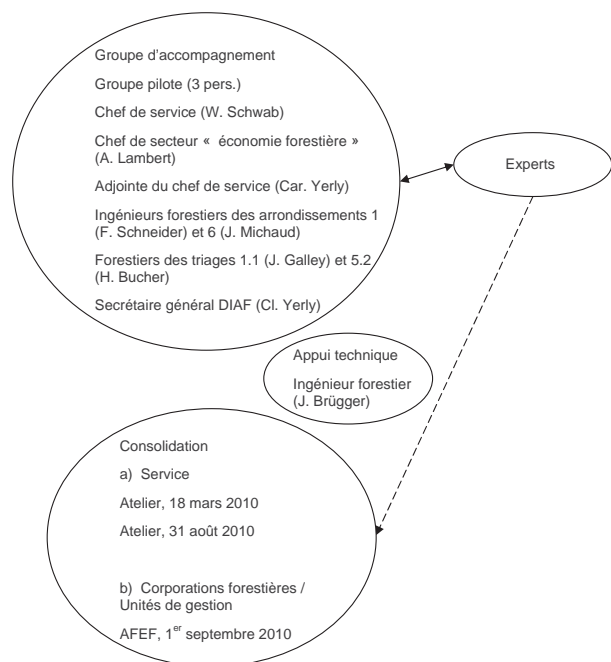 Groupe d’accompagnement
Groupe pilote (3 pers.)
Chef de service (W. Schwab)
Chef de secteur « économie forestière »
(A. Lambert)
Adjointe du chef de service (Car. Yerly)
Ingénieurs forestiers des arrondissements 1
(F. Schneider) et 6 (J. Michaud)
Forestiers des triages 1.1 (J. Galley) et 5.2
(H. Bucher)
Secrétaire général DIAF (Cl. Yerly)
Experts
Appui technique
Ingénieur forestier
(J. Brügger)
Consolidation
a) Service
Atelier, 18 mars 2010
Atelier, 31 août 2010
b) Corporations forestières /
Unités de gestion
AFEF, 1er septembre 2010